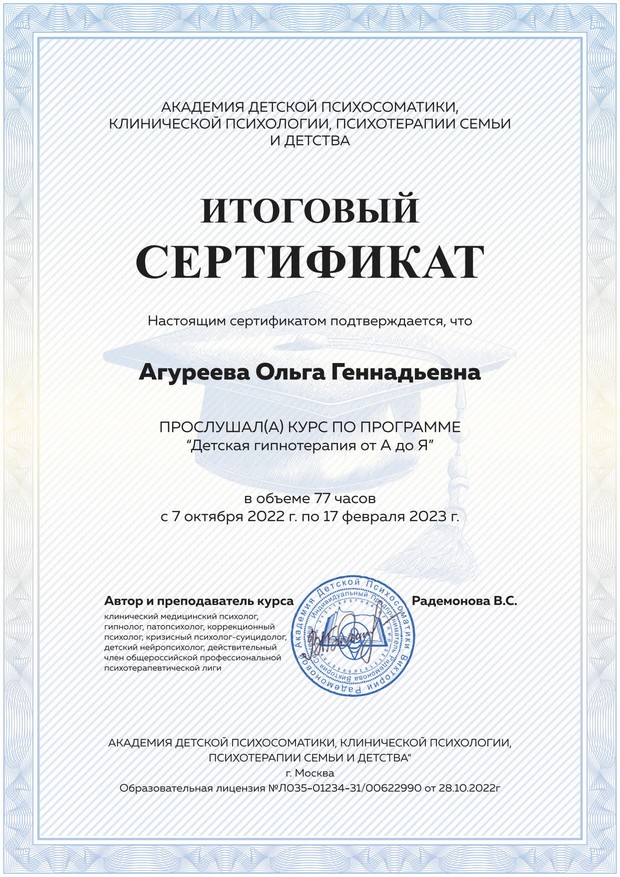 АКАДЕМИЯ ДЕТСКОЙ ПСИХОСОМАТИКИ,
КЛИНИЧЕСКОЙ ПСИХОЛОГИИ, ПСИХОТЕРАПИИ СЕМЬИ
И ДЕТСТВА
ИТОГОВЫЙ
СЕРТИФИКАТ
Настоящим сертификатом подтверждается, что
Агуреева Ольга Геннадьевна
ПРОСЛУШАЛ(А) КУРС ПО ПРОГРАММЕ
“Детская гипнотерапия от А до Я”
в объеме 77 часов
с 7 октября 2022 г. по 17 февраля 2023 г.
Автор и преподаватель курса
Радемонова В.С.
клинический медицинский психолог,
гипнолог, патопсихолог, коррекционный
психолог, кризисный психолог-суицидолог,
детский нейропсихолог, действительный
член общероссийской профессиональной
психотерапевтической лиги
Академия Детской Психосоматики Виктории Радемоновой
Индивидуальный Предприниматель Радемонова Виктория
АКАДЕМИЯ ДЕТСКОЙ ПСИХОСОМАТИКИ, КЛИНИЧЕСКОЙ ПСИХОЛОГИИ,
ПСИХОТЕРАПИИ СЕМЬИ И ДЕТСТВА"
г. Москва
Образовательная лицензия №Л035-01234-31/00622990 от 28.10.2022г